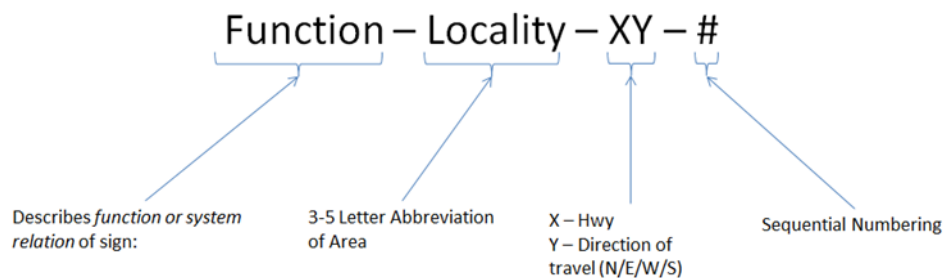 Function – Locality – XY – #
Describes function or system
relation of sign:
3-5 Letter Abbreviation
of Area
X – Hwy
Y – Direction of
travel (N/E/W/S)
Sequential Numbering